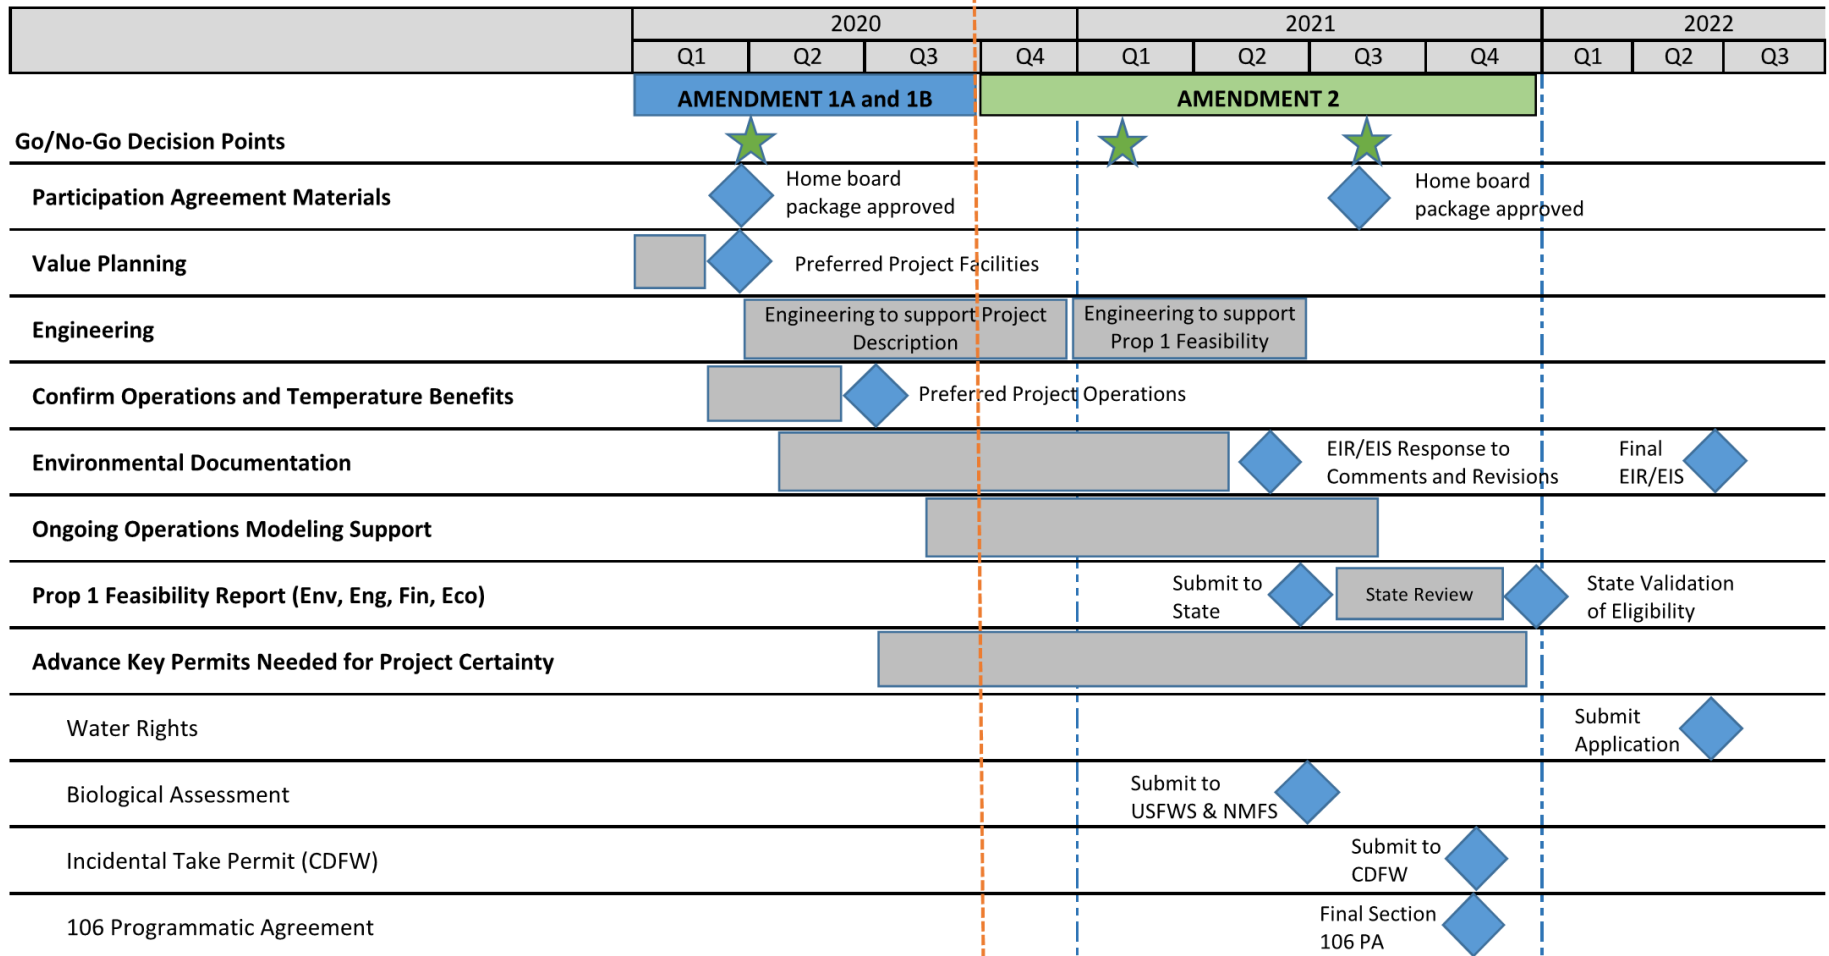 2020 2021 2022
Q1 Q2 Q3 Q4 Q1 Q2 Q3 Q4 Q1 Q2 Q3
AMENDMENT 1A and 1B AMENDMENT 2
Go/No-Go Decision Points
Participation Agreement Materials
Home board
package approved
Home board
package approved
Value Planning
Preferred Project Facilities
Engineering
Engineering to support Project
Description
Engineering to support
Prop 1 Feasibility
Confirm Operations and Temperature Benefits
Preferred Project Operations
Environmental Documentation
EIR/EIS Response to
Comments and Revisions
Final
EIR/EIS
Ongoing Operations Modeling Support
Prop 1 Feasibility Report (Env, Eng, Fin, Eco)
Submit to
State
State Review
State Validation
of Eligibility
Advance Key Permits Needed for Project Certainty
Water Rights
Submit
Application
Biological Assessment
Submit to
USFWS & NMFS
Incidental Take Permit (CDFW)
Submit to
CDFW
106 Programmatic Agreement
Final Section
106 PA